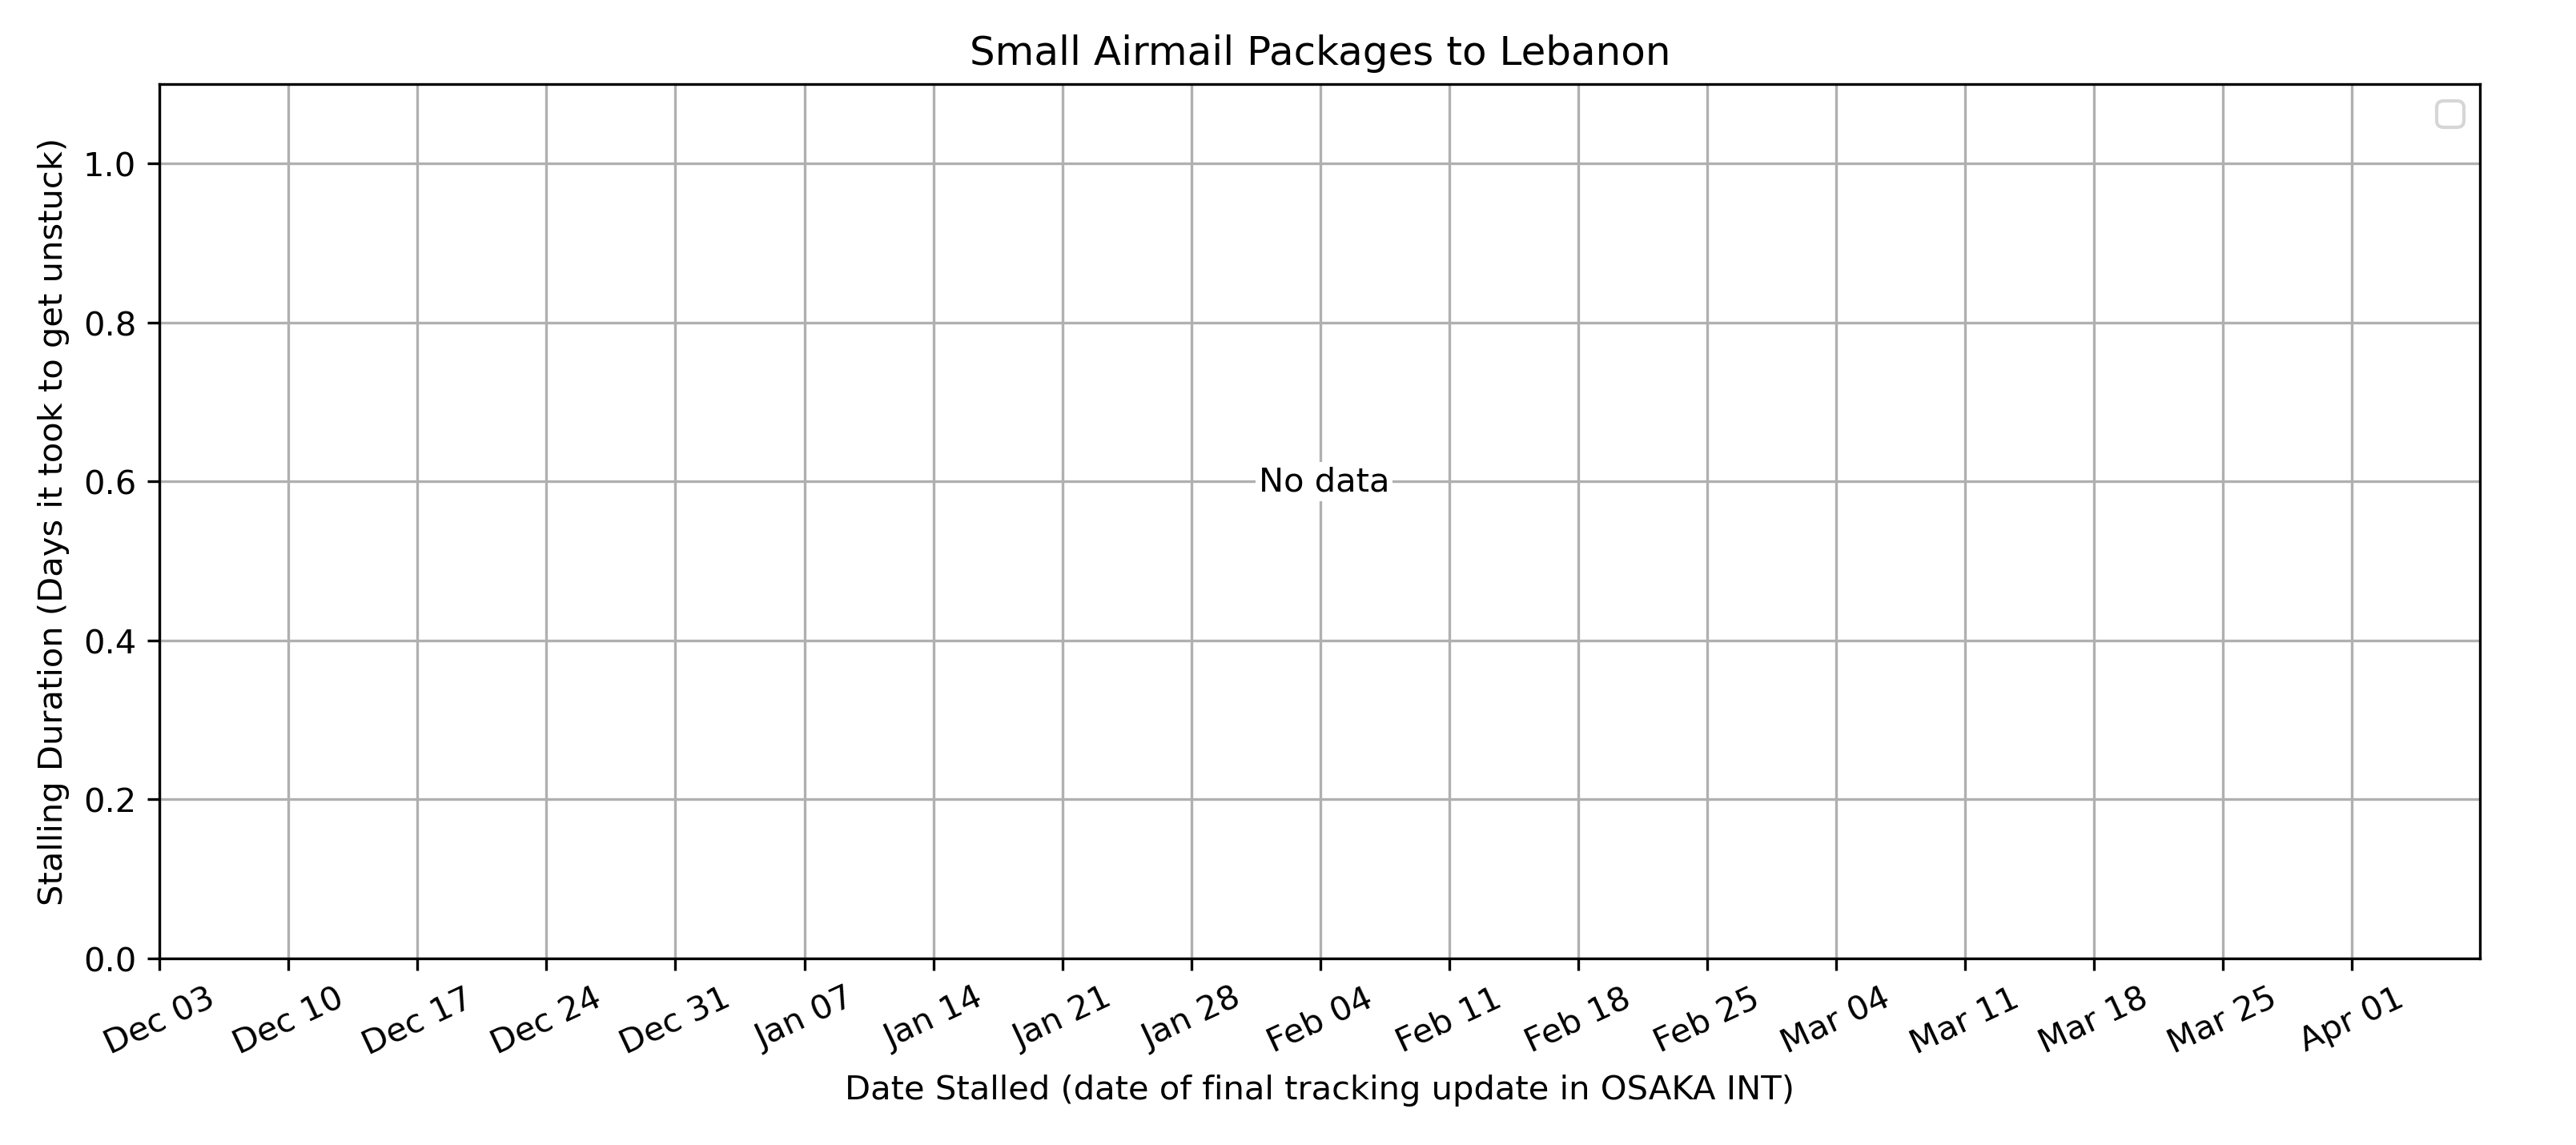 Small Airmail Packages to Lebanon
Stalling Duration (Days it took to get unstuck)
1.0
0.8
0.6
0.4
0.2
0.0
No data
Dec 03 Dec 10 Dec 17 Dec 24 Dec 31 Jan 07 Jan 14 Jan 21 Jan 28 Feb 04 Feb 11 Feb 18 Feb 25 Mar 04 Mar 11 Mar 18 Mar 25 Apr 01
Date Stalled (date of final tracking update in OSAKA INT)